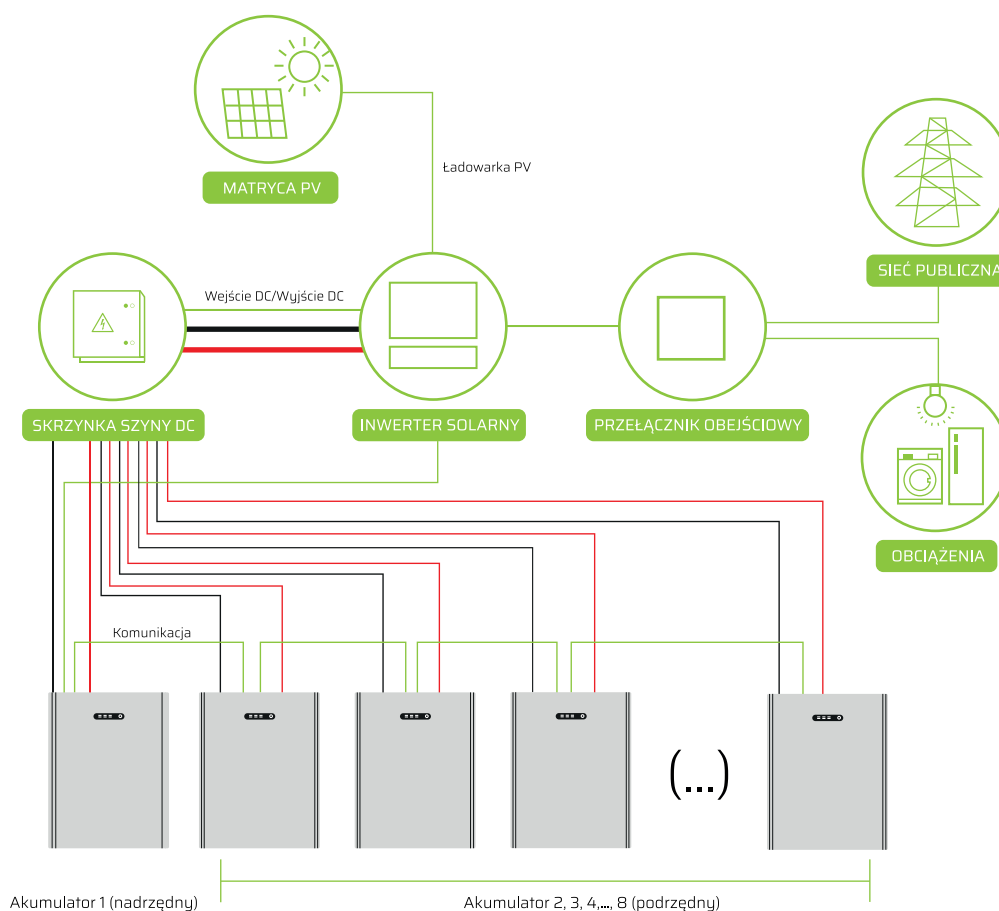 MATRYCA PV
Ładowarka PV
SIEĆ PUBLICZNA
Wejście DC/Wyjście DC
SKRZYNKA SZYNY DC
INWERTER SOLARNY
PRZEŁĄCZNIK OBEJŚCIOWY
OBCIĄŻENIA
Komunikacja
(...)
Akumulator 1 (nadrzędny)
Akumulator 2, 3, 4,..., 8 (podrzędny)